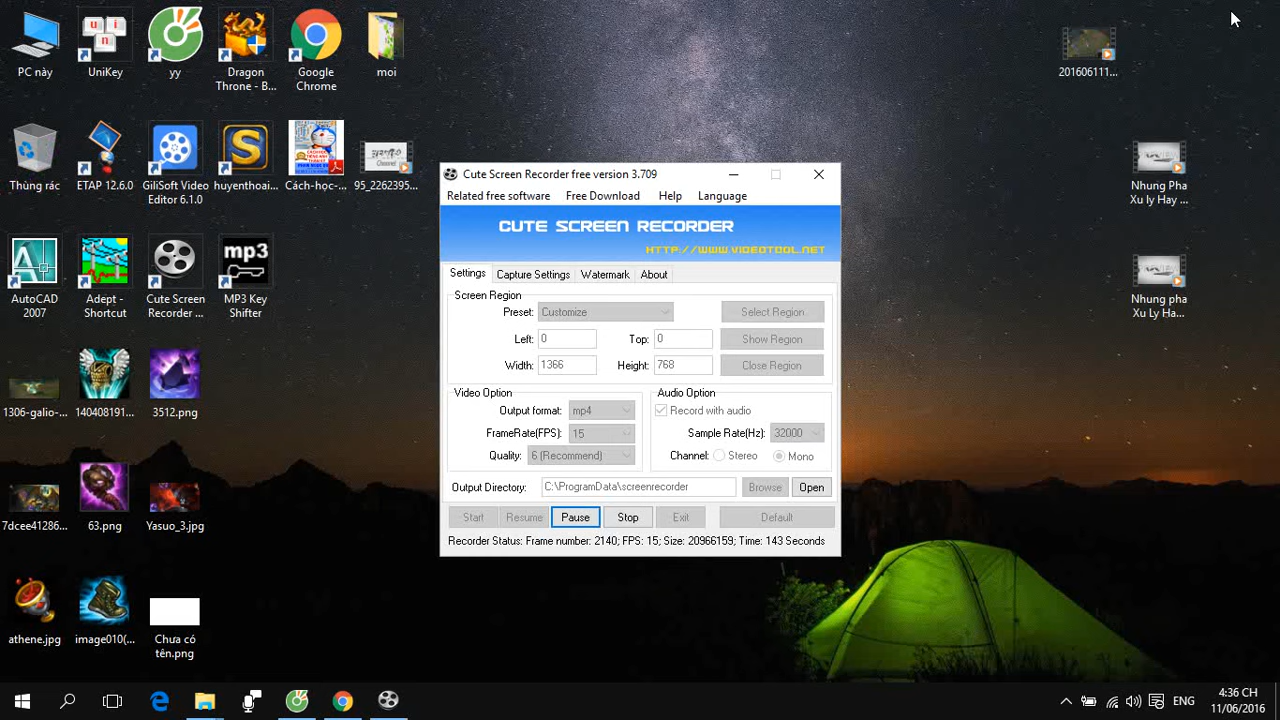 PC này
UniKey
yy
Dragon
Throne - B...
Google
Chrome
moi
201606111...
Thùng rác
ETAP 12.6.0
GiliSoft Video
Editor 6.1.0
huyenthoai...
Cách-học-...
95_2262395...
Nhung Pha
Xu ly Hay ...
AutoCAD
2007
Adept -
Shortcut
Cute Screen
Recorder ...
mp3
MP3 Key
Shifter
Nhung pha
Xu Ly Ha...
1306-galio-...
140408191...
3512.png
7dcee41286...
63.png
Yasuo_3.jpg
athene.jpg
image010(...
Chưa có
tên.png
Cute Screen Recorder free version 3.709
Related free software
Free Download
Help
Language
CUTE SCREEN RECORDER
HTTP://WWW.VIDEOTOOL.NET
Settings
Capture Settings
Watermark
About
Screen Region
Preset: Customize
Select Region
Left: 0
Top: 0
Show Region
Width: 1366
Height: 768
Close Region
Video Option
Audio Option
Output format: mp4
Record with audio
FrameRate(FPS): 15
Sample Rate(Hz): 32000
Quality: 6 (Recommend)
Channel: Stereo Mono
Output Directory: C:\ProgramData\screenrecorder
Browse
Open
Start
Resume
Pause
Stop
Exit
Default
Recorder Status: Frame number: 2140; FPS: 15; Size: 20966159; Time: 143 Seconds
ENG
4:36 CH
11/06/2016